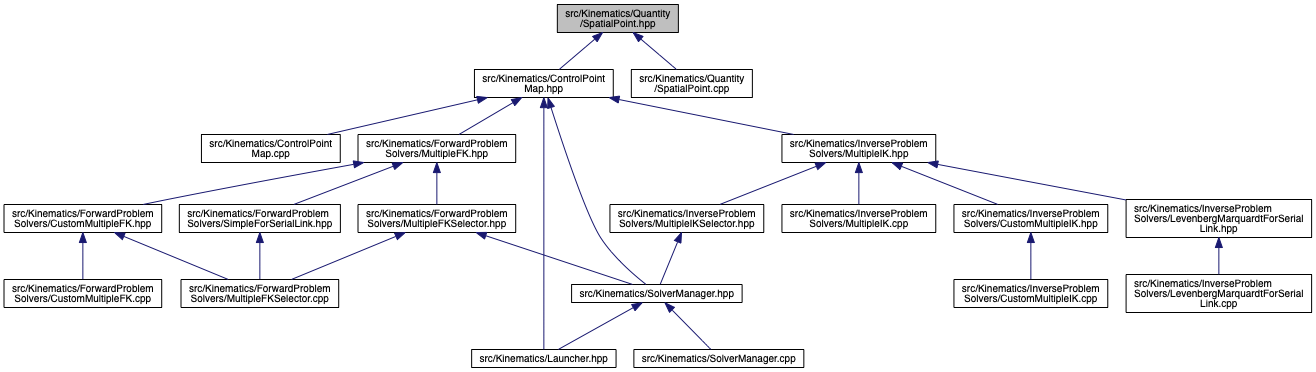 src/Kinematics/Quantity
/SpatialPoint.hpp
src/Kinematics/ControlPoint
Map.hpp
src/Kinematics/Quantity
/SpatialPoint.cpp
src/Kinematics/ControlPoint
Map.cpp
src/Kinematics/ForwardProblem
Solvers/MultipleFK.hpp
src/Kinematics/InverseProblem
Solvers/MultipleIK.hpp
src/Kinematics/ForwardProblem
Solvers/CustomMultipleFK.hpp
src/Kinematics/ForwardProblem
Solvers/SimpleForSerialLink.hpp
src/Kinematics/ForwardProblem
Solvers/MultipleFKSelector.hpp
src/Kinematics/InverseProblem
Solvers/MultipleIKSelector.hpp
src/Kinematics/InverseProblem
Solvers/MultipleIK.cpp
src/Kinematics/InverseProblem
Solvers/CustomMultipleIK.hpp
src/Kinematics/InverseProblem
Solvers/LevenbergMarquardtForSerial
Link.hpp
src/Kinematics/ForwardProblem
Solvers/CustomMultipleFK.cpp
src/Kinematics/ForwardProblem
Solvers/MultipleFKSelector.cpp
src/Kinematics/SolverManager.hpp
src/Kinematics/InverseProblem
Solvers/CustomMultipleIK.cpp
src/Kinematics/InverseProblem
Solvers/LevenbergMarquardtForSerial
Link.cpp
src/Kinematics/Launcher.hpp
src/Kinematics/SolverManager.cpp